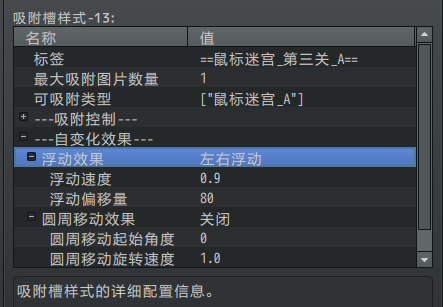 吸附槽样式-13:
名称 值
标签 ==鼠标迷宫_第三关_A==
最大吸附图片数量 1
可吸附类型 ["鼠标迷宫_A"]
---吸附控制---
---自变化效果---
浮动效果 左右浮动
浮动速度 0.9
浮动偏移量 80
圆周移动效果 关闭
圆周移动起始角度 0
圆周移动旋转速度 1.0
吸附槽样式的详细配置信息。